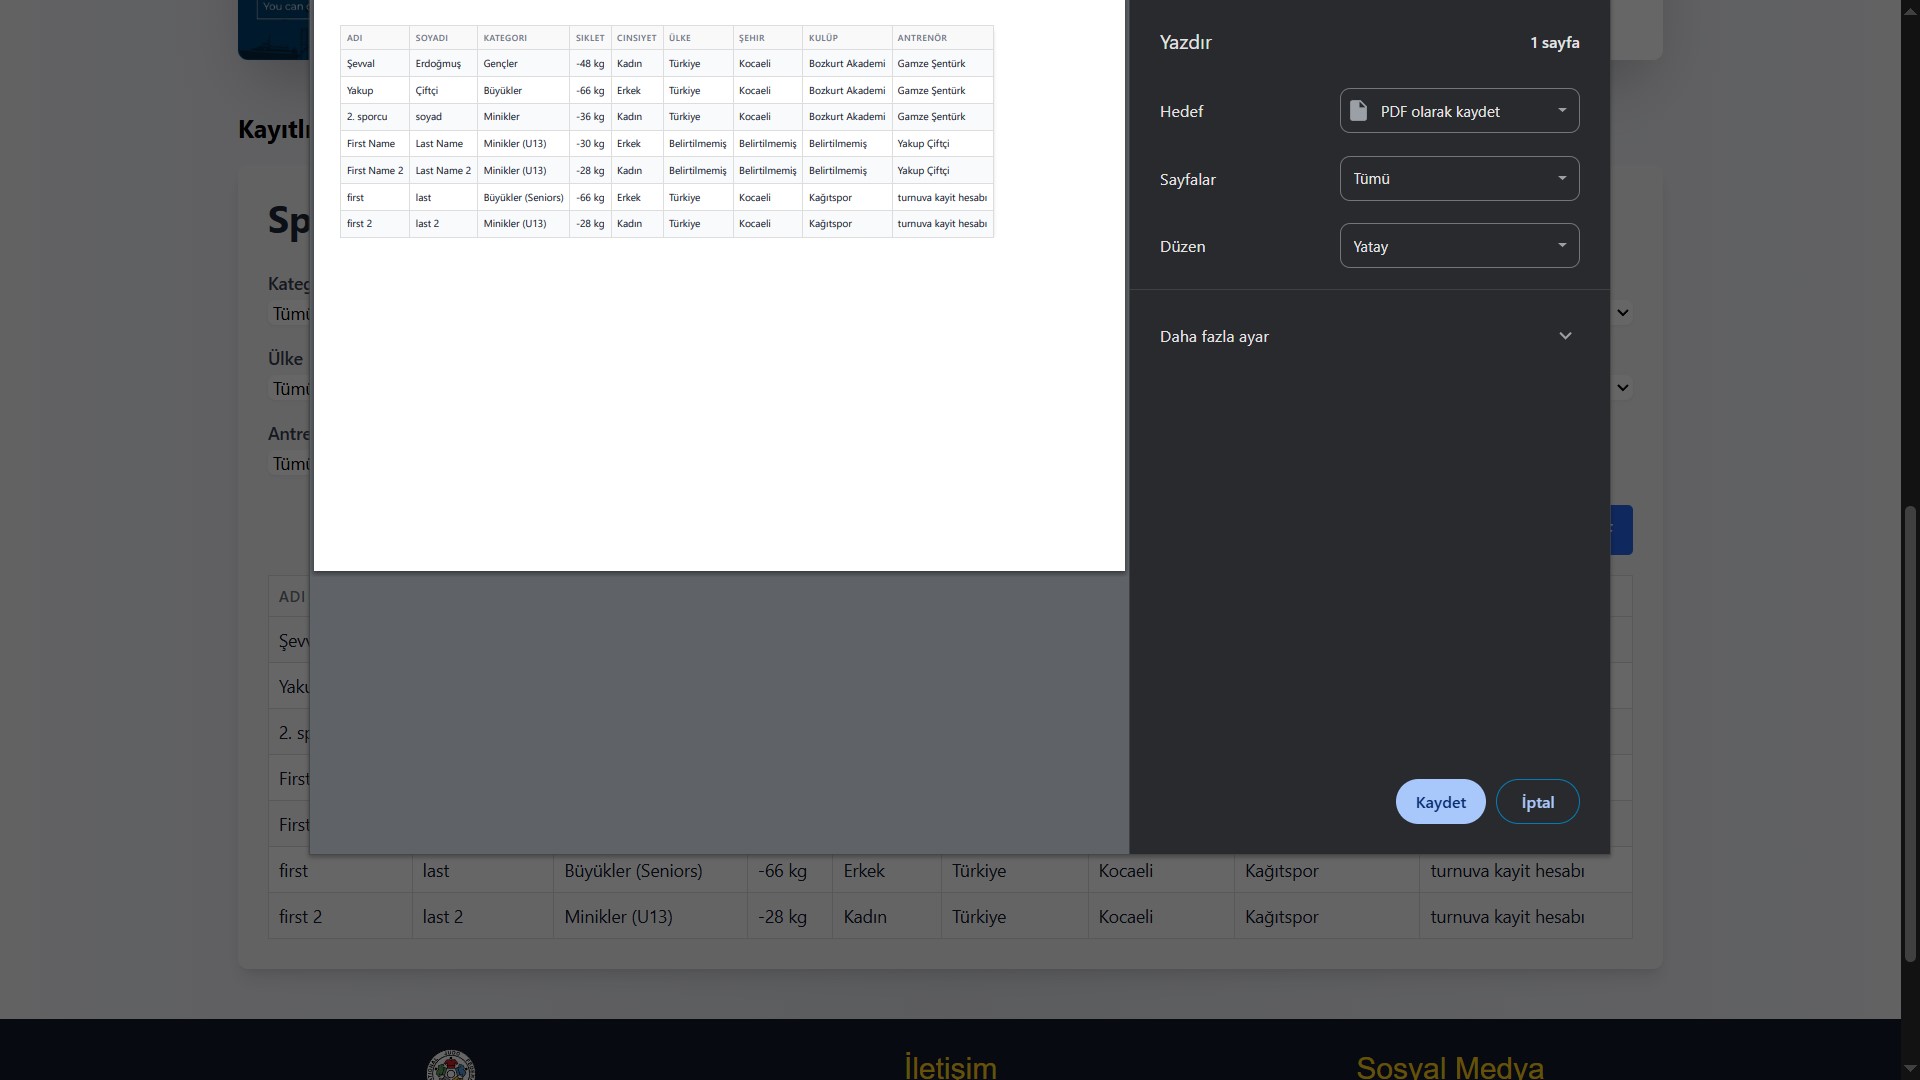 You can
ADI SOYADI KATEGORI SIKLET CINSIYET ÜLKE ŞEHIR KULÜP ANTRENÖR
Şevval Erdoğmuş Gençler -48 kg Kadın Türkiye Kocaeli Bozkurt Akademi Gamze Şentürk
Yakup Çiftçi Büyükler -66 kg Erkek Türkiye Kocaeli Bozkurt Akademi Gamze Şentürk
2. sporcu soyad Minikler -36 kg Kadın Türkiye Kocaeli Bozkurt Akademi Gamze Şentürk
First Name Last Name Minikler (U13) -30 kg Erkek Belirtilmemiş Belirtilmemiş Belirtilmemiş Yakup Çiftçi
First Name 2 Last Name 2 Minikler (U13) -28 kg Kadın Belirtilmemiş Belirtilmemiş Belirtilmemiş Yakup Çiftçi
first last Büyükler (Seniors) -66 kg Erkek Türkiye Kocaeli Kağıtspor turnuva kayit hesabı
first 2 last 2 Minikler (U13) -28 kg Kadın Türkiye Kocaeli Kağıtspor turnuva kayit hesabı
Yazdır 1 sayfa
Hedef PDF olarak kaydet
Sayfalar Tümü
Düzen Yatay
Daha fazla ayar
Kaydet İptal
Kayıtl
Sp
Kateg
Tümü
Ülke
Tümü
Antre
Tümü
ADI
Şevv
Yaku
2. sp
First
First
first last Büyükler (Seniors) -66 kg Erkek Türkiye Kocaeli Kağıtspor turnuva kayit hesabı
first 2 last 2 Minikler (U13) -28 kg Kadın Türkiye Kocaeli Kağıtspor turnuva kayit hesabı
İletişim
Sosyal Medya